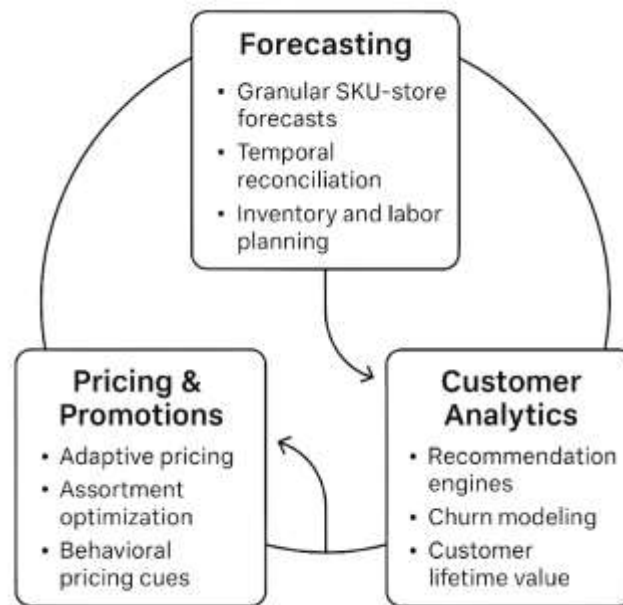 Forecasting
• Granular SKU-store
forecasts
• Temporal
reconciliation
• Inventory and labor
planning
Pricing &
Promotions
• Adaptive pricing
• Assortment
optimization
• Behavioral
pricing cues
Customer
Analytics
• Recommendation
engines
• Churn modeling
• Customer
lifetime value